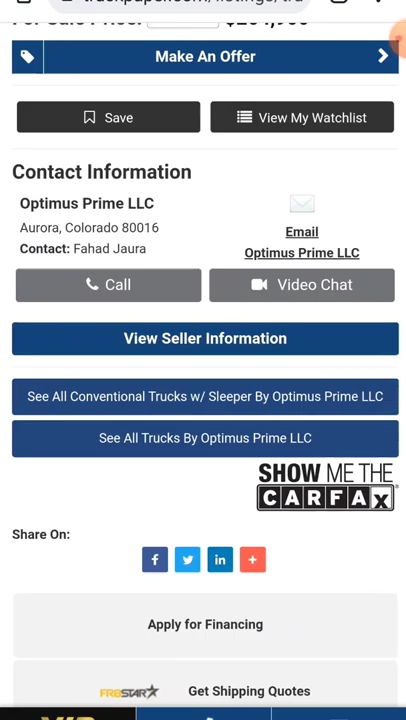 Make An Offer
Save
View My Watchlist
Contact Information
Optimus Prime LLC
Aurora, Colorado 80016
Contact: Fahad Jaura
Email
Optimus Prime LLC
Call
Video Chat
View Seller Information
See All Conventional Trucks w/ Sleeper By Optimus Prime LLC
See All Trucks By Optimus Prime LLC
SHOW ME THE
CARFAX
Share On:
f
in
+
Apply for Financing
FR8STAR
Get Shipping Quotes